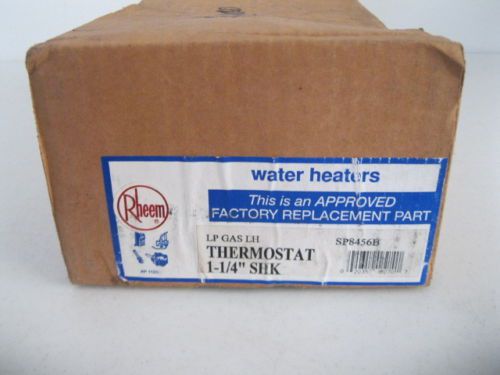 water heaters
This is an APPROVED
FACTORY REPLACEMENT PART
Rheem
®
LP GAS LH
SP8456B
THERMOSTAT
1-1/4" SHK